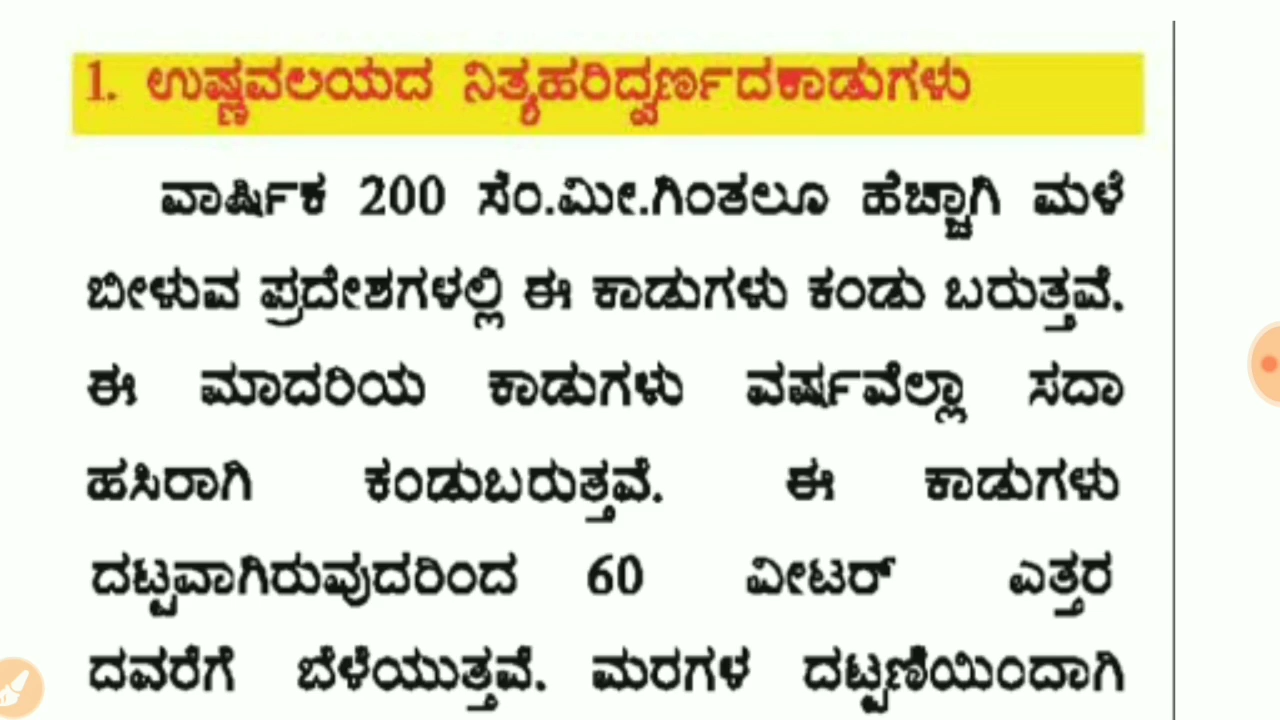 1. ಉಷ್ಣವಲಯದ ನಿತ್ಯಹರಿದ್ವರ್ಣದಕಾಡುಗಳು
ವಾರ್ಷಿಕ 200 ಸೆಂ.ಮೀ.ಗಿಂತಲೂ ಹೆಚ್ಚಾಗಿ ಮಳೆ
ಬೀಳುವ ಪ್ರದೇಶಗಳಲ್ಲಿ ಈ ಕಾಡುಗಳು ಕಂಡು ಬರುತ್ತವೆ.
ಈ ಮಾದರಿಯ ಕಾಡುಗಳು ವರ್ಷವೆಲ್ಲಾ ಸದಾ
ಹಸಿರಾಗಿ ಕಂಡುಬರುತ್ತವೆ. ಈ ಕಾಡುಗಳು
ದಟ್ಟವಾಗಿರುವುದರಿಂದ 60 ಮೀಟರ್ ಎತ್ತರ
ದವರೆಗೆ ಬೆಳೆಯುತ್ತವೆ. ಮರಗಳ ದಟ್ಟಣೆಯಿಂದಾಗಿ